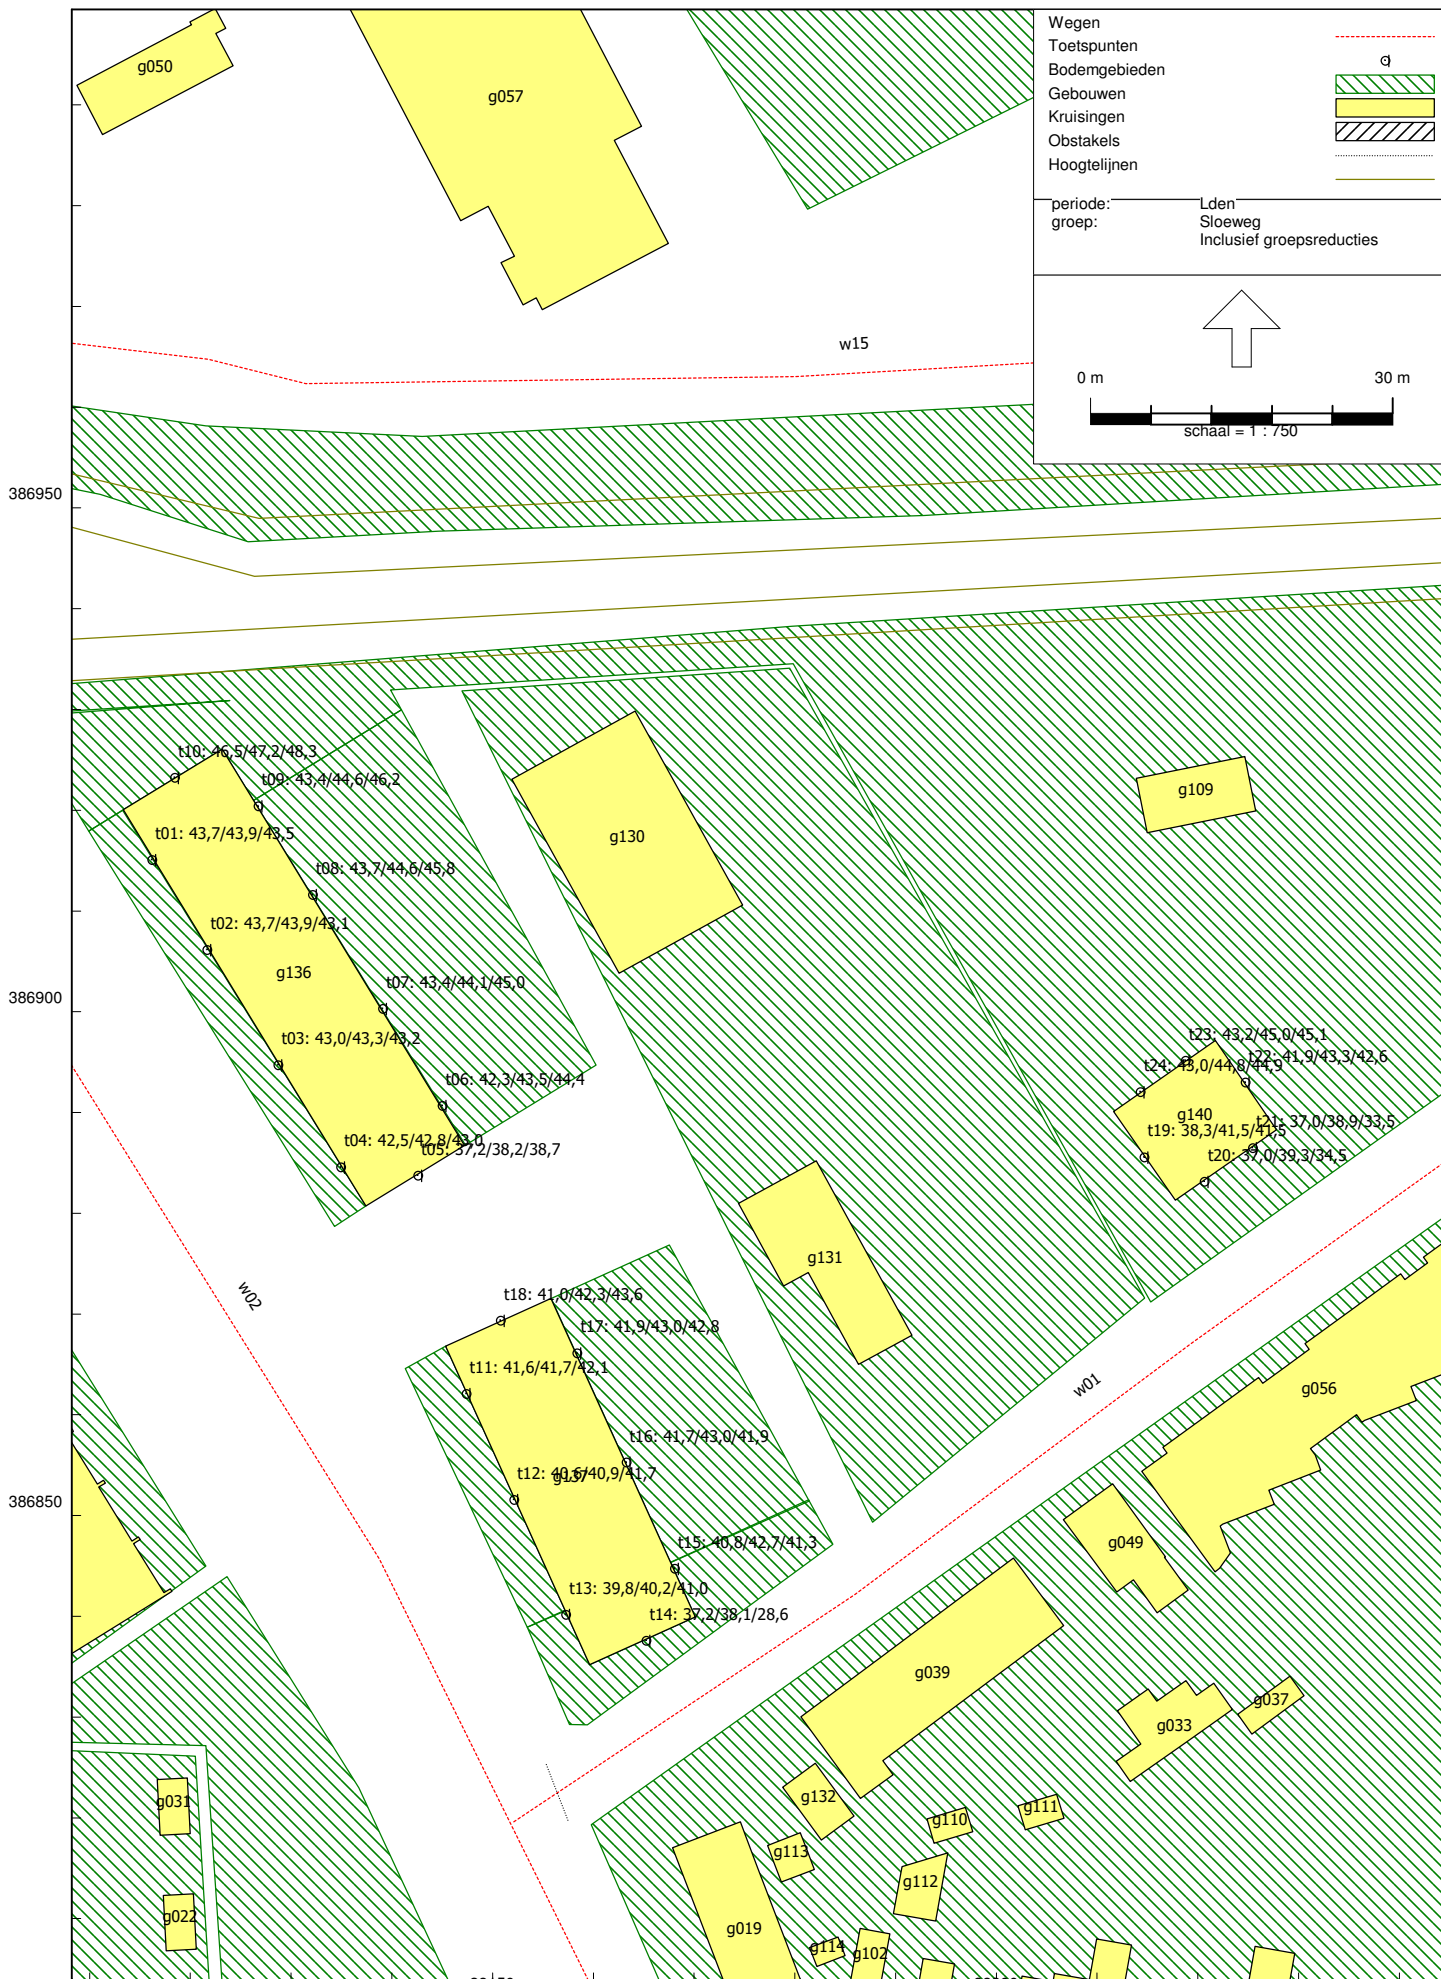 Wegen
Toetspunten
Bodemgebieden
Gebouwen
Kruisingen
Obstakels
Hoogtelijnen
periode: Lden
groep: Sloeweg
Inclusief groepsreducties
0 m 30 m
schaal = 1 : 750
g050
g057
w15
386950
t10: 46,5/47,2/48,3
t09: 43,4/44,6/46,2
g109
t01: 43,7/43,9/43,5
g130
t08: 43,7/44,6/45,8
t02: 43,7/43,9/43,1
g136
t07: 43,4/44,1/45,0
386900
t03: 43,0/43,3/43,2
t23: 43,2/45,0/45,1
t22: 41,9/43,3/42,6
t24: 43,0/44,8/44,9
t06: 42,3/43,5/44,4
g140
t21: 37,0/38,9/33,5
t19: 38,3/41,5/41,5
t04: 42,5/42,8/43,0
t05: 37,2/38,2/38,7
t20: 37,0/39,3/34,5
g131
w02
t18: 41,0/42,3/43,6
t17: 41,9/43,0/42,8
t11: 41,6/41,7/42,1
w01
g056
t16: 41,7/43,0/41,9
t12: 40,6/40,9/41,7
g137
386850
t15: 40,8/42,7/41,3
g049
t13: 39,8/40,2/41,0
t14: 37,2/38,1/28,6
g039
g037
g033
g031
g132
g111
g110
g113
g112
g022
g019
g114
g102